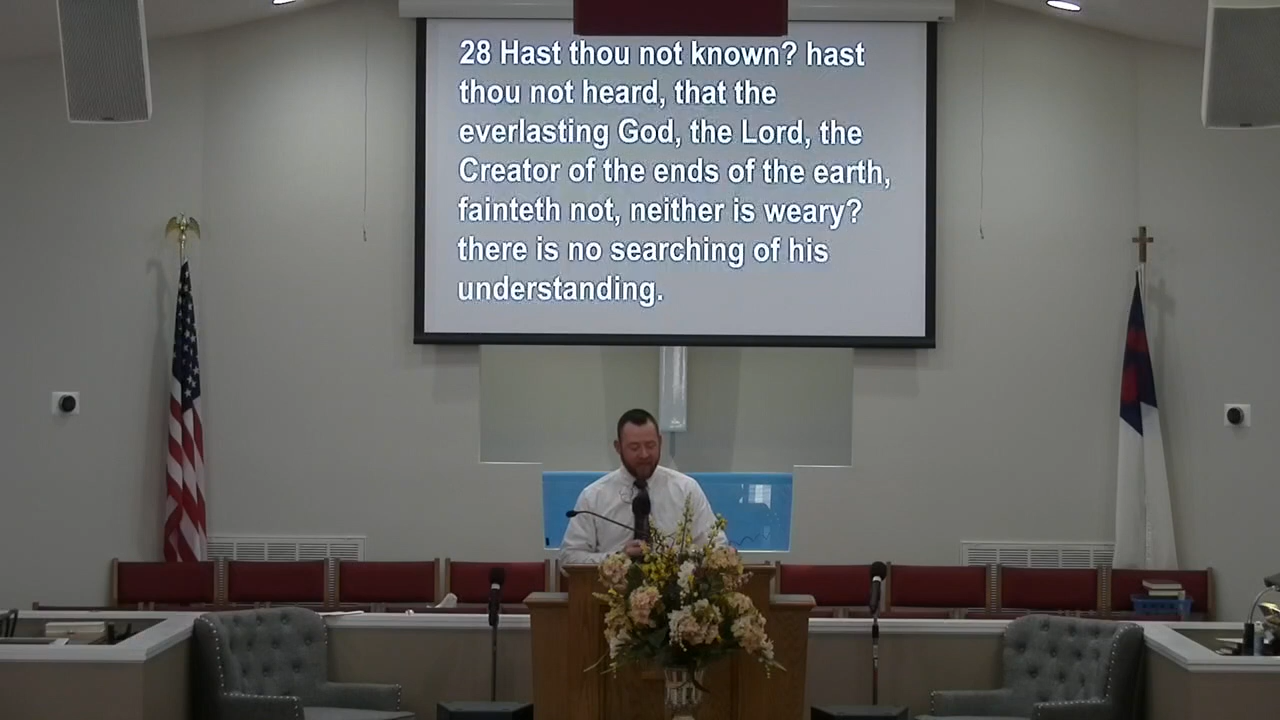 28 Hast thou not known? hast
thou not heard, that the
everlasting God, the Lord, the
Creator of the ends of the earth,
fainteth not, neither is weary?
there is no searching of his
understanding.